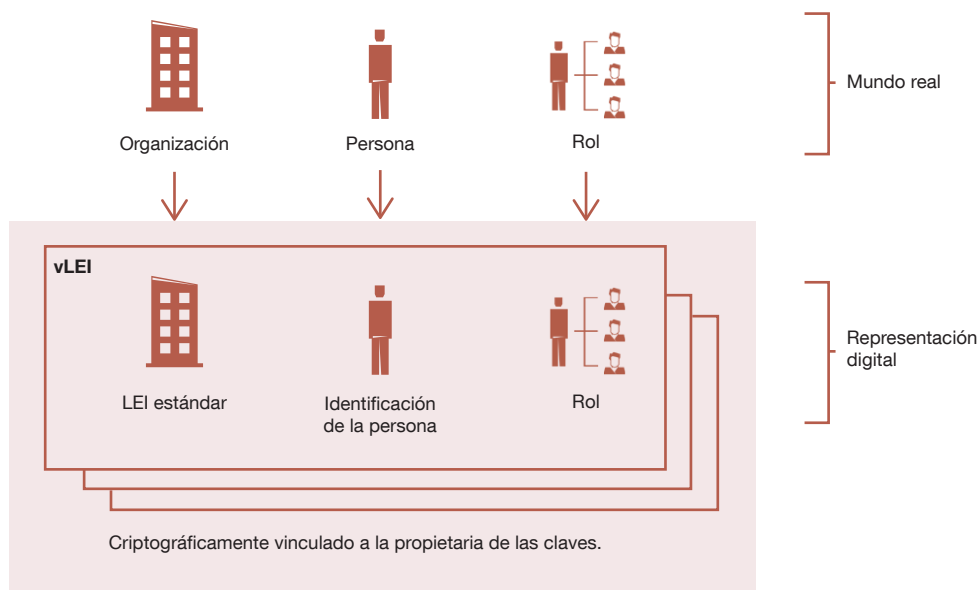 Mundo real
Organización
Persona
Rol
vLEI
Representación
digital
LEI estándar
Identificación
de la persona
Rol
Criptográficamente vinculado a la propietaria de las claves.